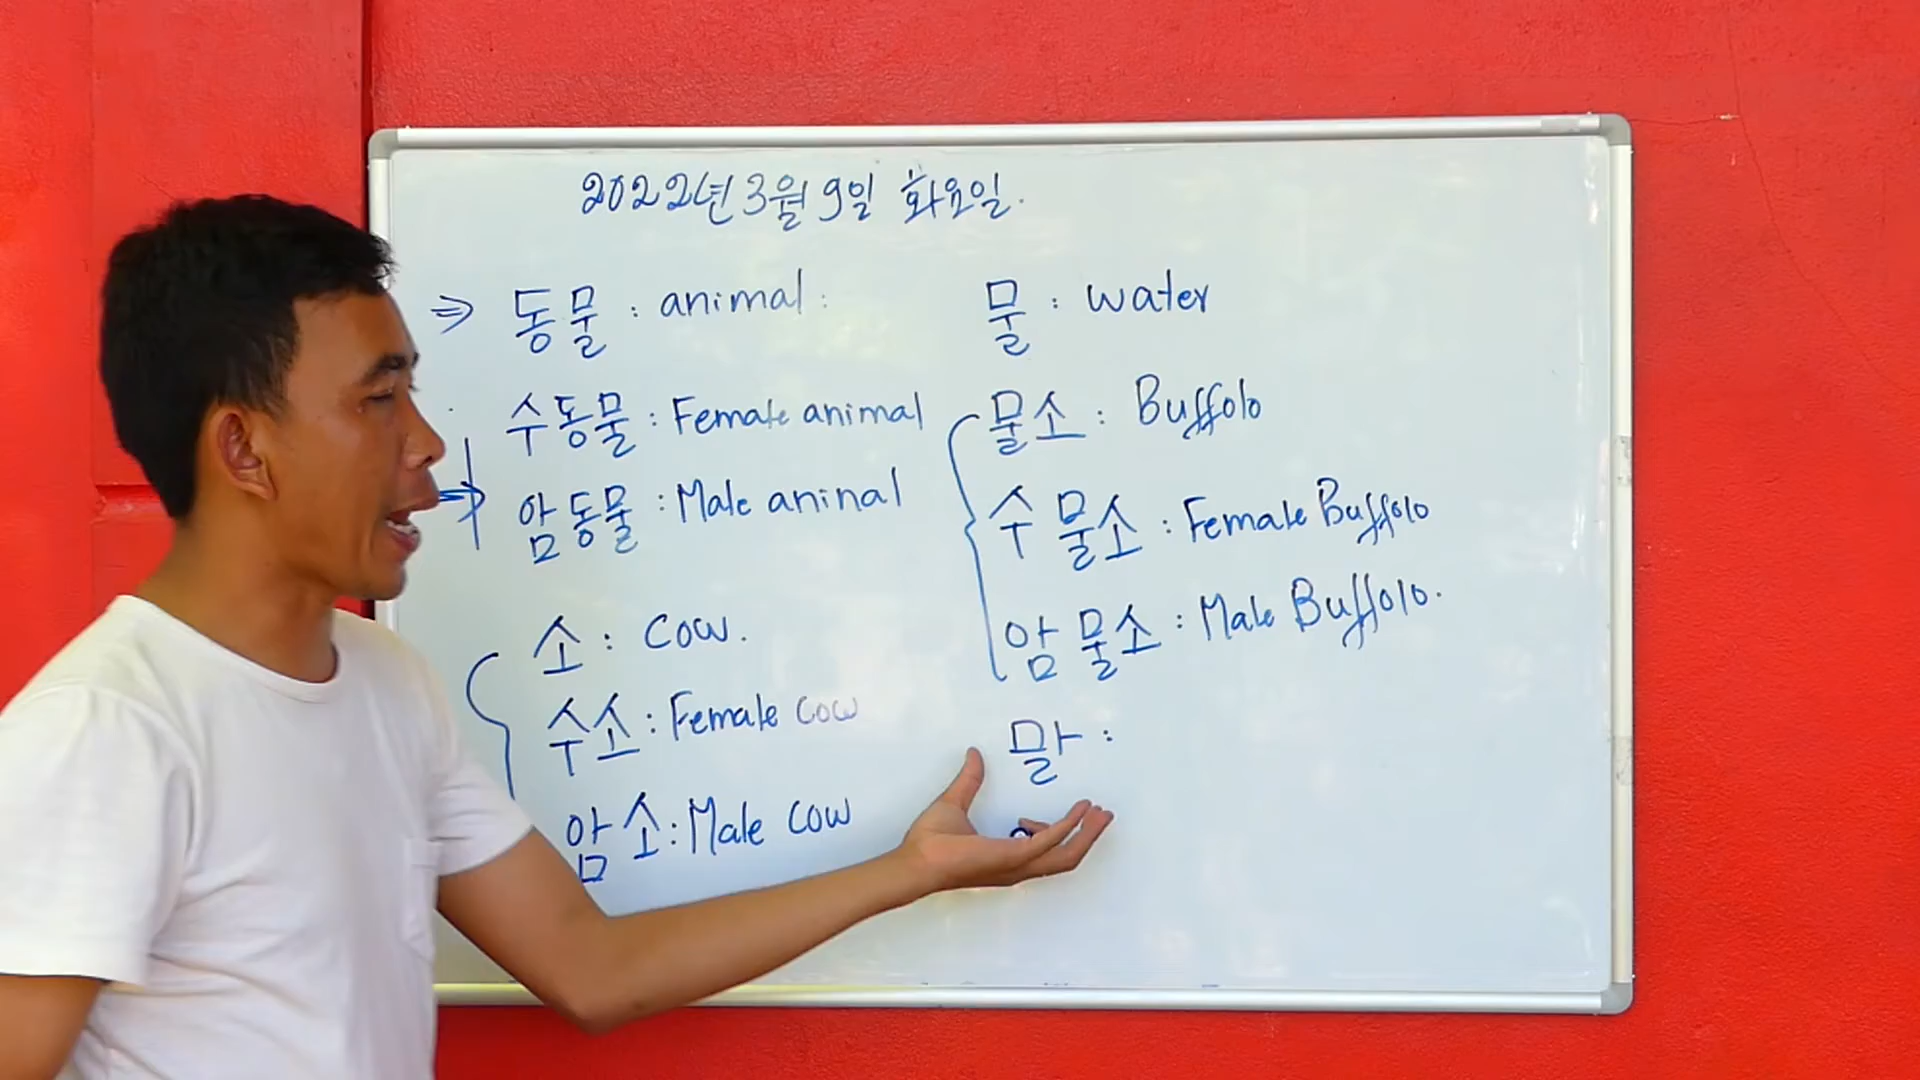 2022년 3월 9일 화요일.
⇒ 동물 : animal :
수동물 : Female animal
암동물 : Male aninal
소 : cow.
수소 : Female cow
암소 : Male cow
물 : water
물소 : Buffolo
수물소 : Female Buffolo
암물소 : Male Buffolo.
말 :